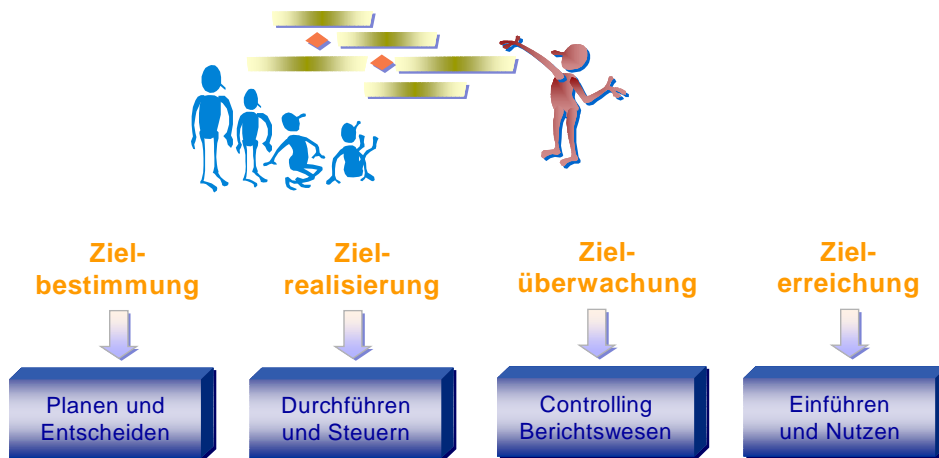 Ziel-
bestimmung
Ziel-
realisierung
Ziel-
überwachung
Ziel-
erreichung
Planen und
Entscheiden
Durchführen
und Steuern
Controlling
Berichtswesen
Einführen
und Nutzen